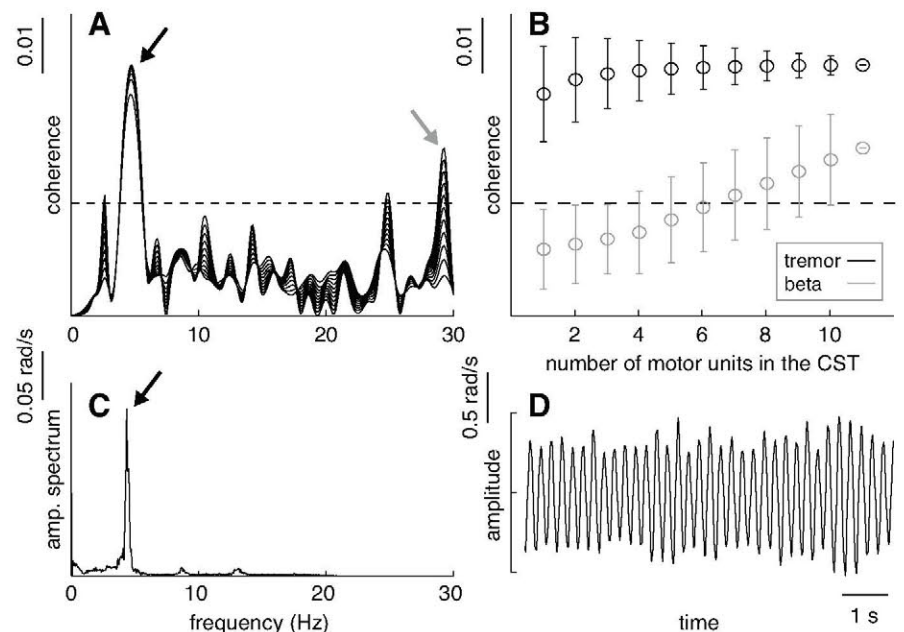 A
0.01
coherence
0
10
20
30
B
0.01
coherence
tremor
beta
2
4
6
8
10
number of motor units in the CST
C
0.05 rad/s
amp. spectrum
0
10
20
30
frequency (Hz)
D
0.5 rad/s
amplitude
time
1 s